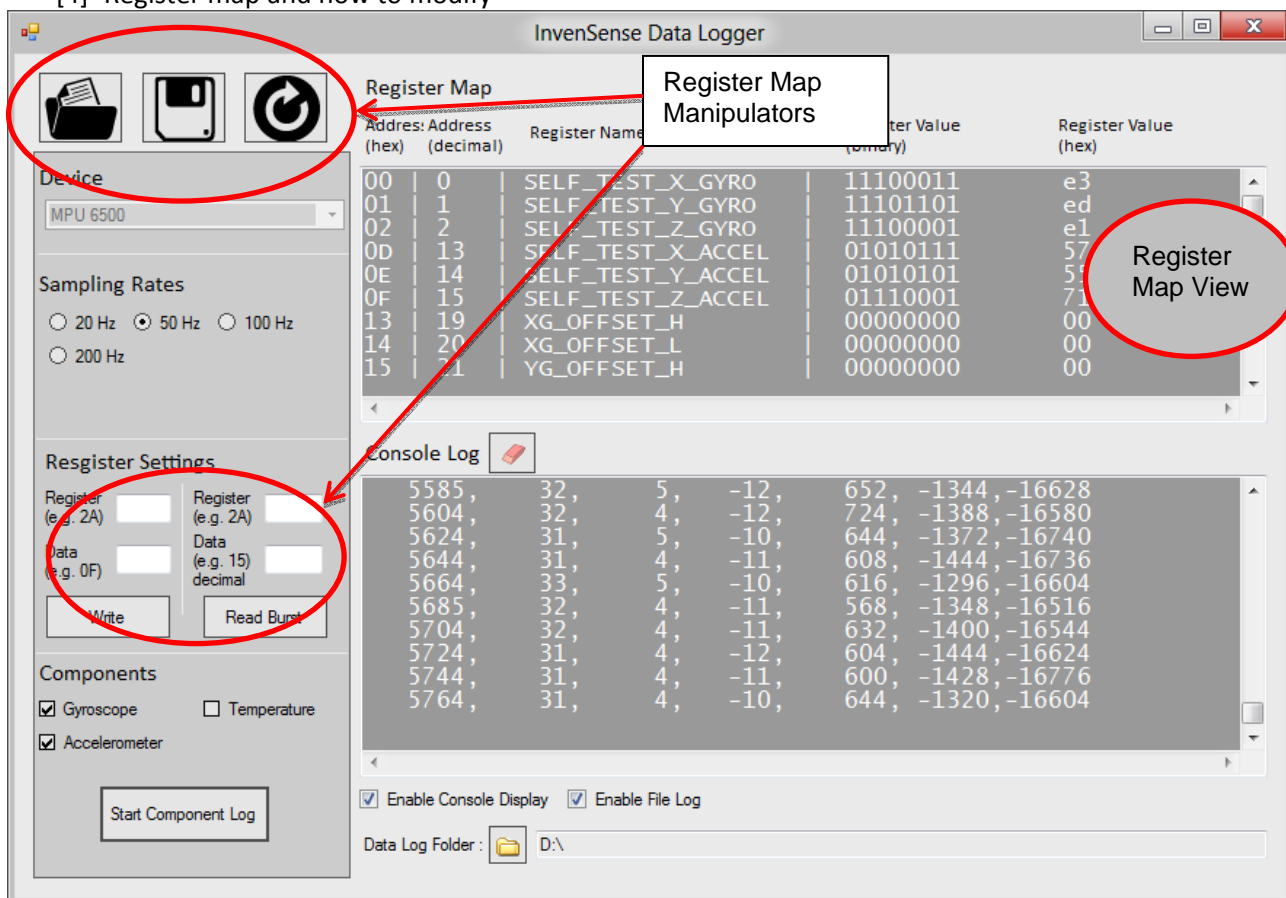 [4] Register map and how to modify
InvenSense Data Logger
Register Map
Manipulators
Register Map
Addres: Address
(hex) (decimal)
Register Name
ter Value
(binary)
Register Value
(hex)
00 | 0 | SELF_TEST_X_GYRO | 11100011 e3
01 | 1 | SELF_TEST_Y_GYRO | 11101101 ed
02 | 2 | SELF_TEST_Z_GYRO | 11100001 e1
0D | 13 | SELF_TEST_X_ACCEL | 01010111 57
0E | 14 | SELF_TEST_Y_ACCEL | 01010101 55
0F | 15 | SELF_TEST_Z_ACCEL | 01110001 71
13 | 19 | XG_OFFSET_H | 00000000 00
14 | 20 | XG_OFFSET_L | 00000000 00
15 | 21 | YG_OFFSET_H | 00000000 00
Register
Map View
Device
MPU 6500
Sampling Rates
20 Hz 50 Hz 100 Hz
200 Hz
Resgister Settings
Register
(e.g. 2A)
Register
(e.g. 2A)
Data
(e.g. 0F)
Data
(e.g. 15)
decimal
Write
Read Burst
Components
Gyroscope Temperature
Accelerometer
Start Component Log
Console Log
5585, 32, 5, -12, 652, -1344,-16628
5604, 32, 4, -12, 724, -1388,-16580
5624, 31, 5, -10, 644, -1372,-16740
5644, 31, 4, -11, 608, -1444,-16736
5664, 33, 5, -10, 616, -1296,-16604
5685, 32, 4, -11, 568, -1348,-16516
5704, 32, 4, -11, 632, -1400,-16544
5724, 31, 4, -12, 604, -1444,-16624
5744, 31, 4, -11, 600, -1428,-16776
5764, 31, 4, -10, 644, -1320,-16604
Enable Console Display Enable File Log
Data Log Folder : D:\